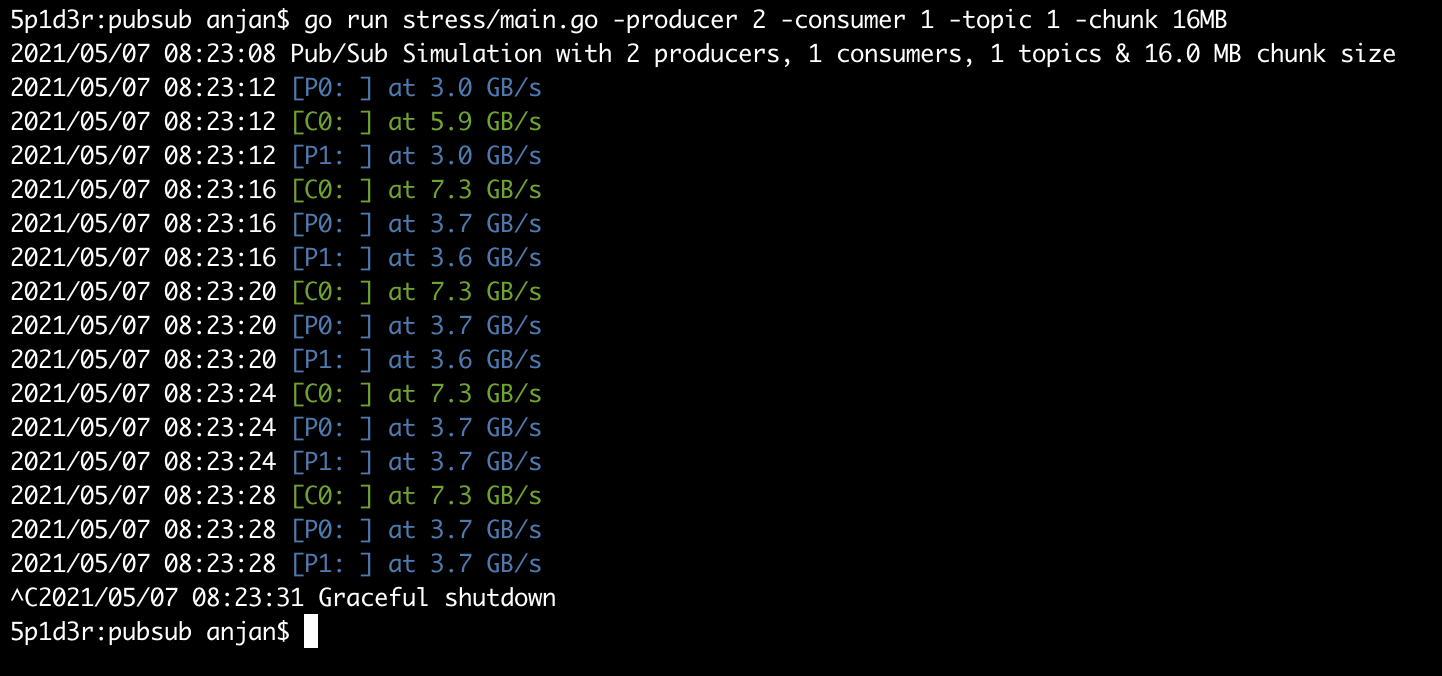 5p1d3r:pubsub anjan$ go run stress/main.go -producer 2 -consumer 1 -topic 1 -chunk 16MB
2021/05/07 08:23:08 Pub/Sub Simulation with 2 producers, 1 consumers, 1 topics & 16.0 MB chunk size
2021/05/07 08:23:12 [P0: ] at 3.0 GB/s
2021/05/07 08:23:12 [C0: ] at 5.9 GB/s
2021/05/07 08:23:12 [P1: ] at 3.0 GB/s
2021/05/07 08:23:16 [C0: ] at 7.3 GB/s
2021/05/07 08:23:16 [P0: ] at 3.7 GB/s
2021/05/07 08:23:16 [P1: ] at 3.6 GB/s
2021/05/07 08:23:20 [C0: ] at 7.3 GB/s
2021/05/07 08:23:20 [P0: ] at 3.7 GB/s
2021/05/07 08:23:20 [P1: ] at 3.6 GB/s
2021/05/07 08:23:24 [C0: ] at 7.3 GB/s
2021/05/07 08:23:24 [P0: ] at 3.7 GB/s
2021/05/07 08:23:24 [P1: ] at 3.7 GB/s
2021/05/07 08:23:28 [C0: ] at 7.3 GB/s
2021/05/07 08:23:28 [P0: ] at 3.7 GB/s
2021/05/07 08:23:28 [P1: ] at 3.7 GB/s
^C2021/05/07 08:23:31 Graceful shutdown
5p1d3r:pubsub anjan$